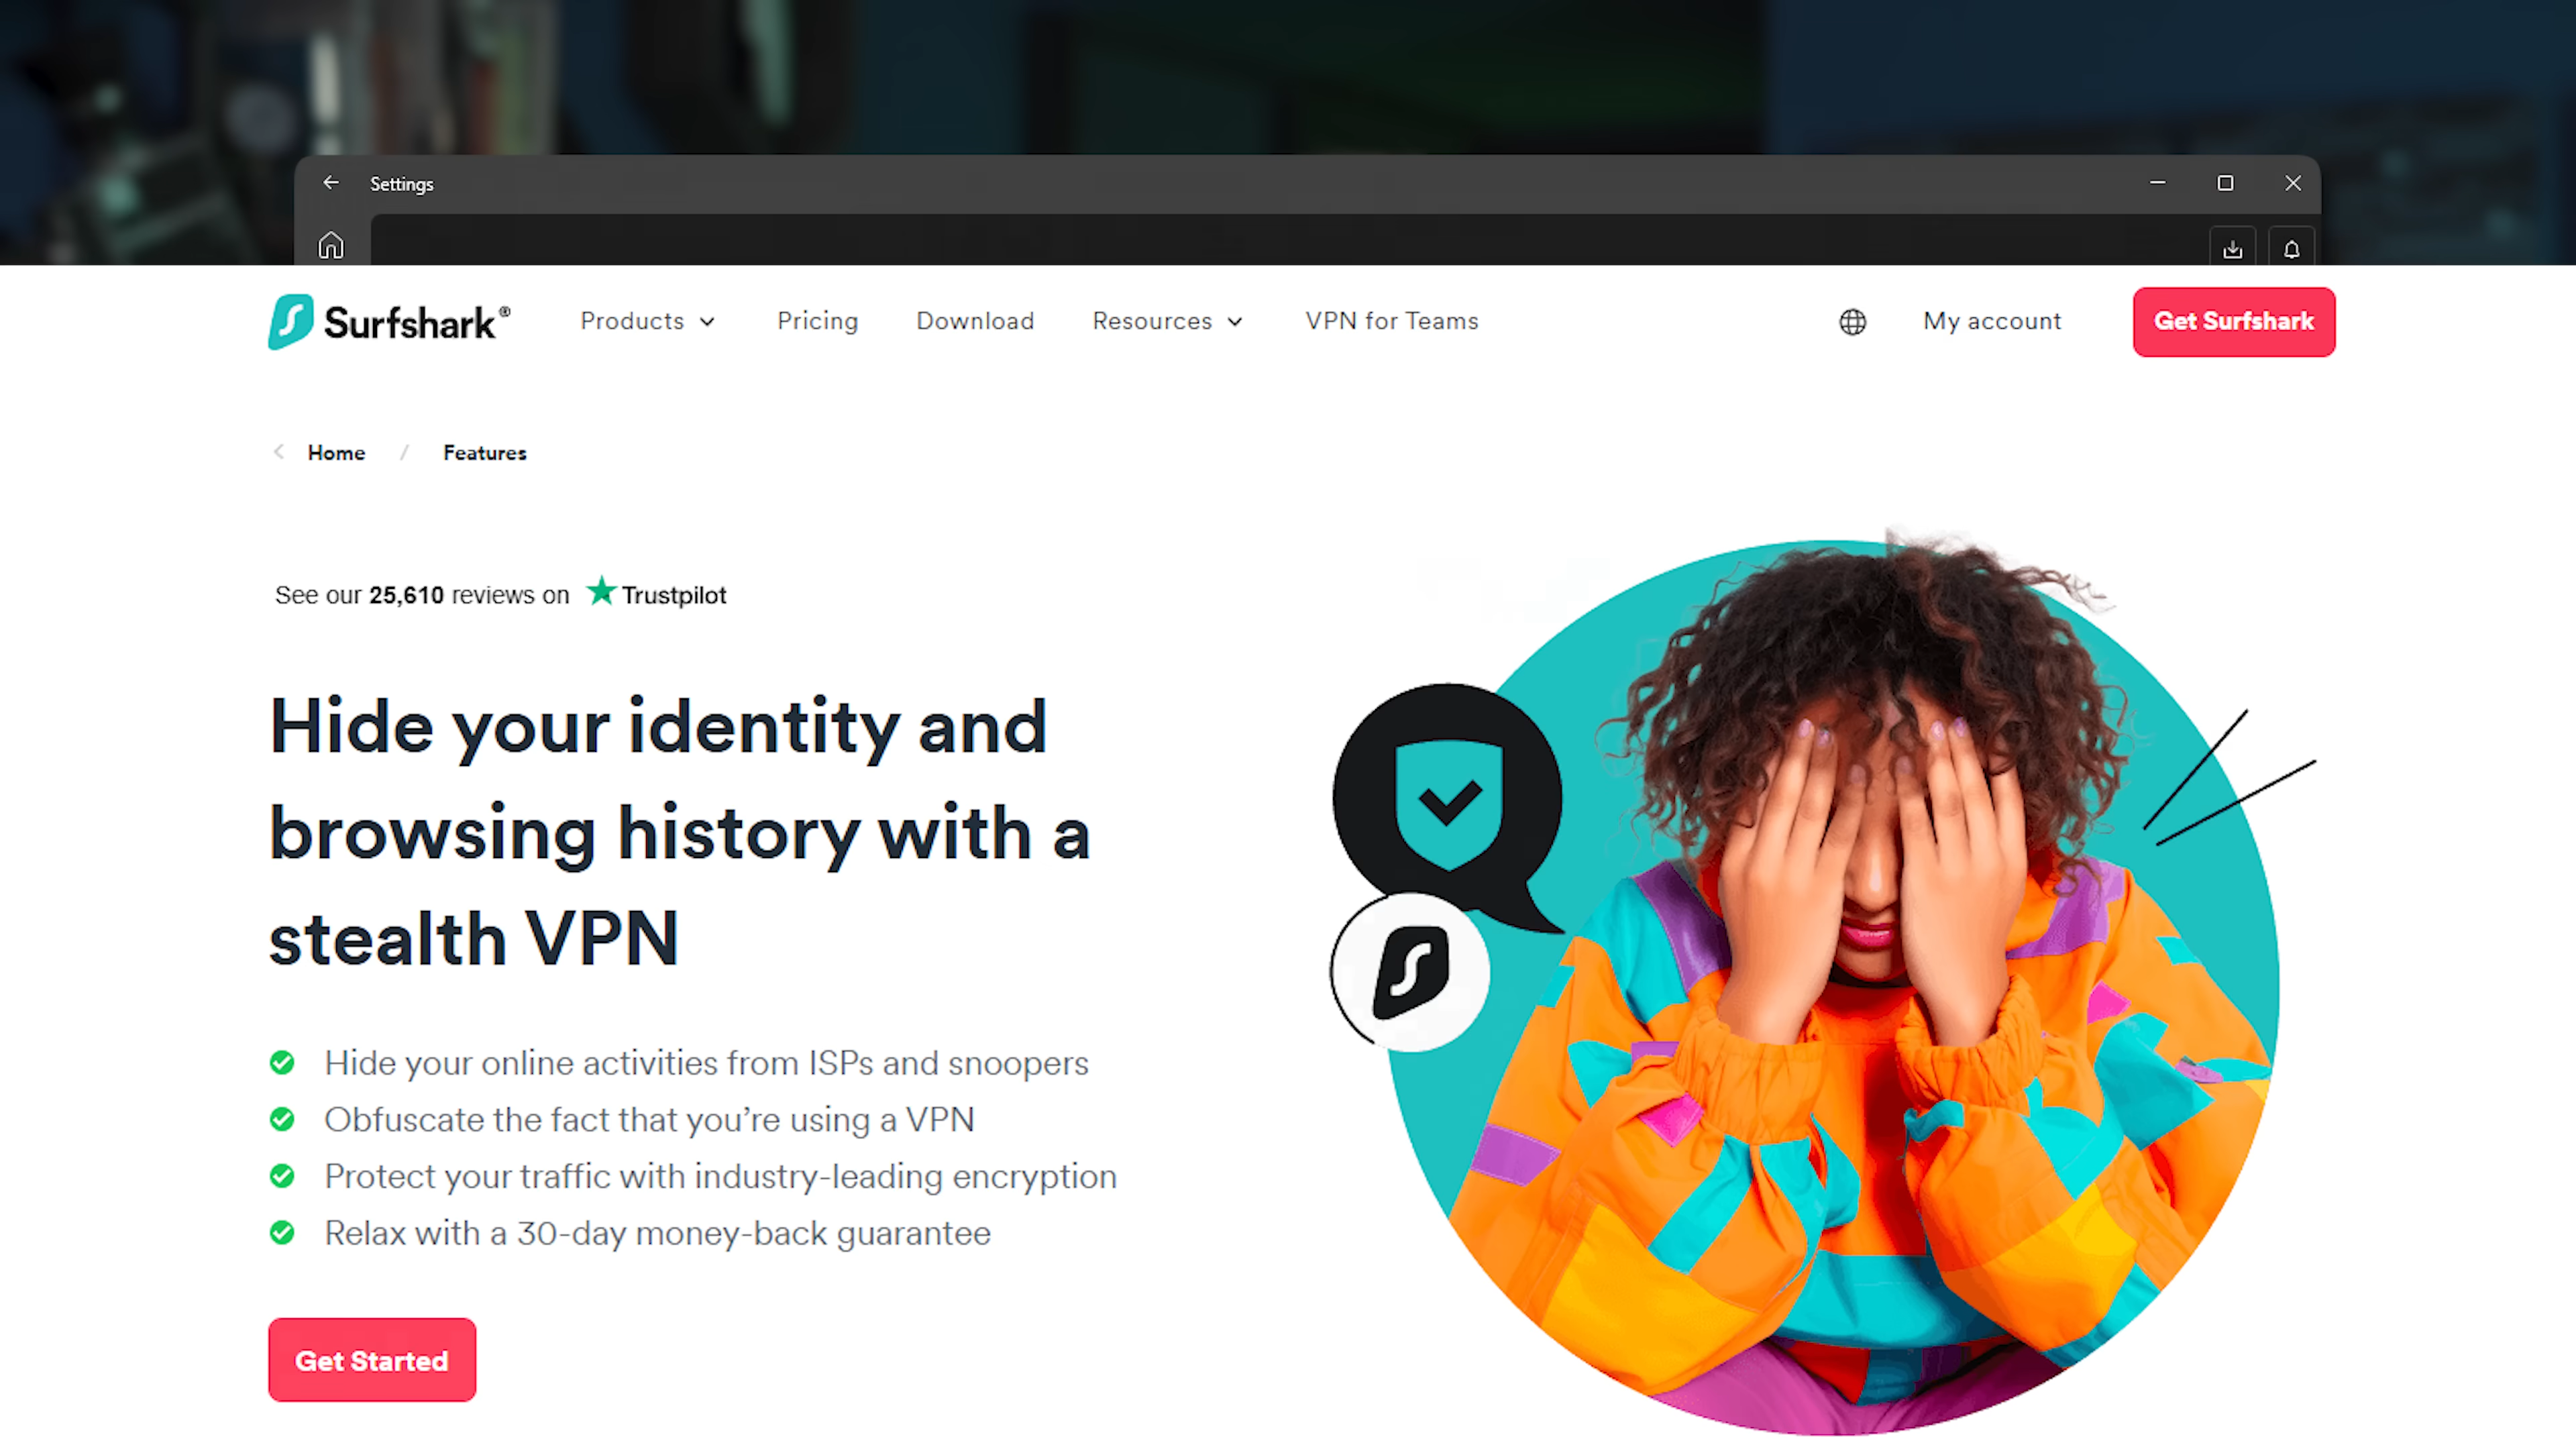 Settings
Surfshark®
Products
Pricing
Download
Resources
VPN for Teams
My account
Get Surfshark
Home / Features
See our 25,610 reviews on Trustpilot
Hide your identity and
browsing history with a
stealth VPN
Hide your online activities from ISPs and snoopers
Obfuscate the fact that you’re using a VPN
Protect your traffic with industry-leading encryption
Relax with a 30-day money-back guarantee
Get Started